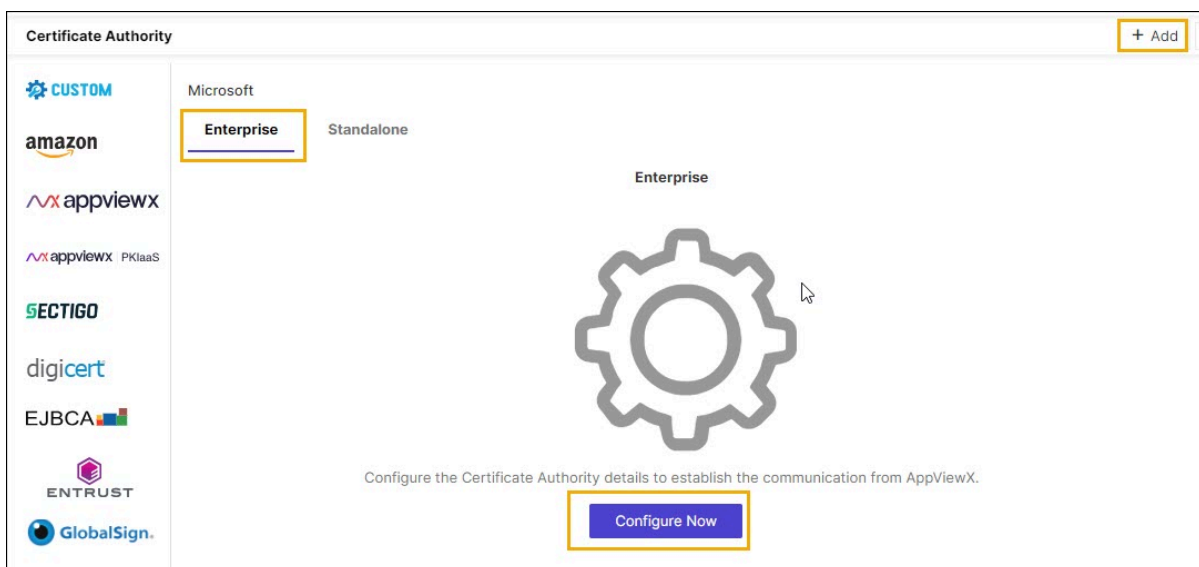 Certificate Authority
+ Add
CUSTOM
amazon
appviewx
appviewx | PKIaaS
SECTIGO
digicert
EJBCA
ENTRUST
GlobalSign.
Microsoft
Enterprise
Standalone
Enterprise
Configure the Certificate Authority details to establish the communication from AppViewX.
Configure Now